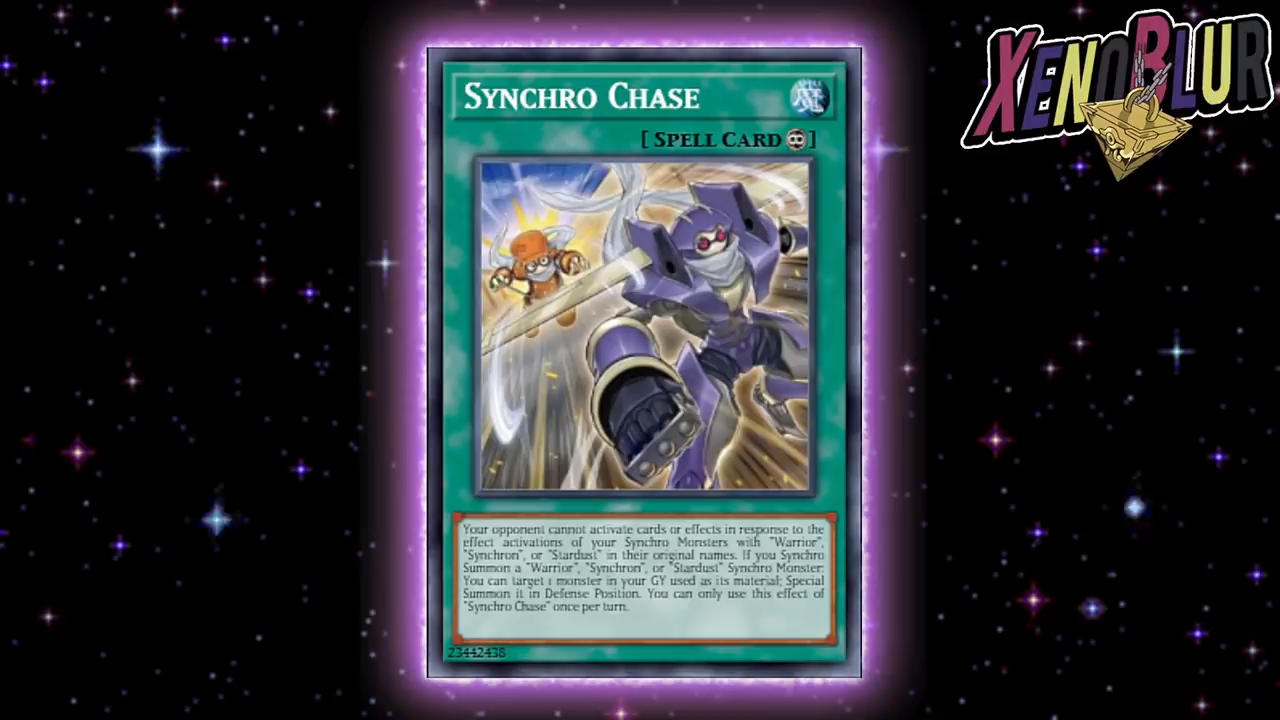 XENOBLUR
SYNCHRO CHASE
[ SPELL CARD ]
Your opponent cannot activate cards or effects in response to the
effect activations of your Synchro Monsters with "Warrior",
"Synchron", or "Stardust" in their original names. If you Synchro
Summon a "Warrior", "Synchron", or "Stardust" Synchro Monster:
You can target 1 monster in your GY used as its material; Special
Summon it in Defense Position. You can only use this effect of
"Synchro Chase" once per turn.
23442438